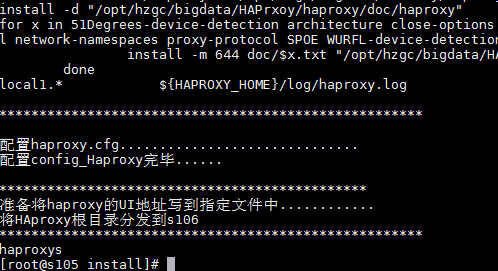 install -d "/opt/hzgc/bigdata/HAProxy/haproxy/doc/haproxy"
for x in 51Degrees-device-detection architecture close-options
l network-namespaces proxy-protocol SPOE WURFL-device-detection
install -m 644 doc/$x.txt "/opt/hzgc/bigdata/HA
done
local1.* ${HAPROXY_HOME}/log/haproxy.log
*****************************************************
配置haproxy.cfg..............................
配置config_Haproxy完毕......
**********************************************
准备将haproxy的UI地址写到指定文件中............
将HAproxy根目录分发到s106
*****************************************************
haproxys
[root@s105 install]#